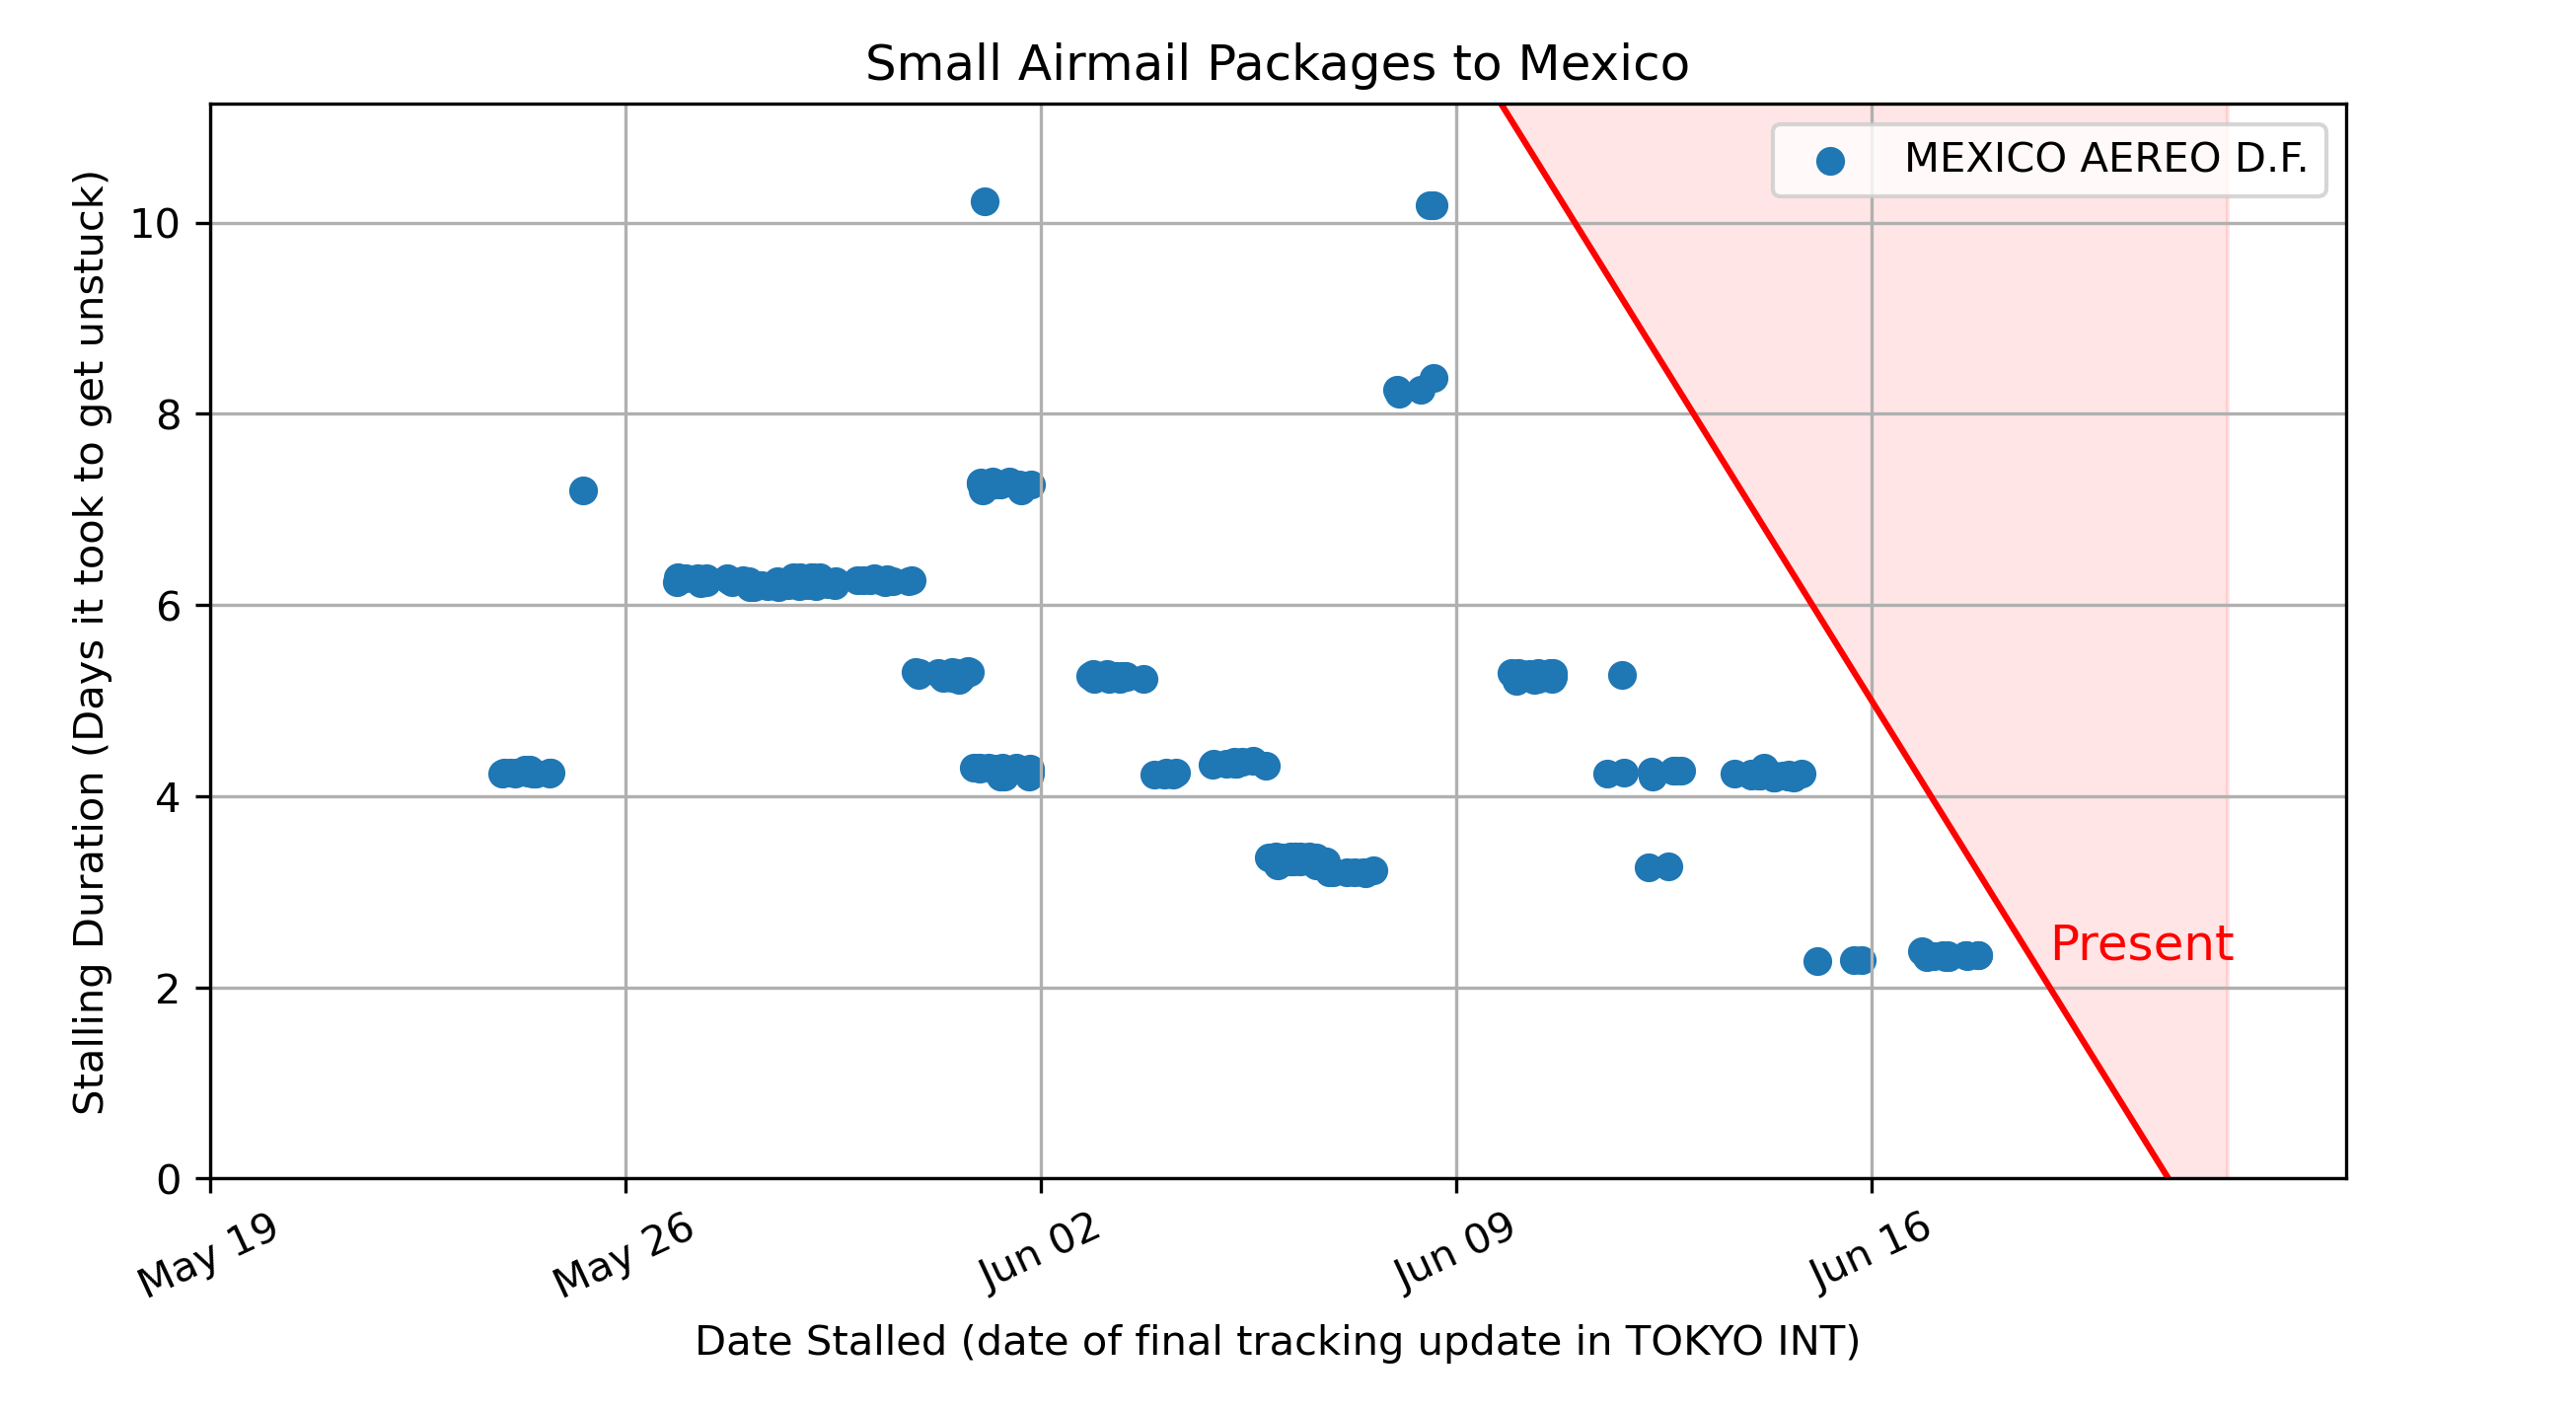 Small Airmail Packages to Mexico
MEXICO AEREO D.F.
Stalling Duration (Days it took to get unstuck)
10
8
6
4
2
0
Present
May 19
May 26
Jun 02
Jun 09
Jun 16
Date Stalled (date of final tracking update in TOKYO INT)